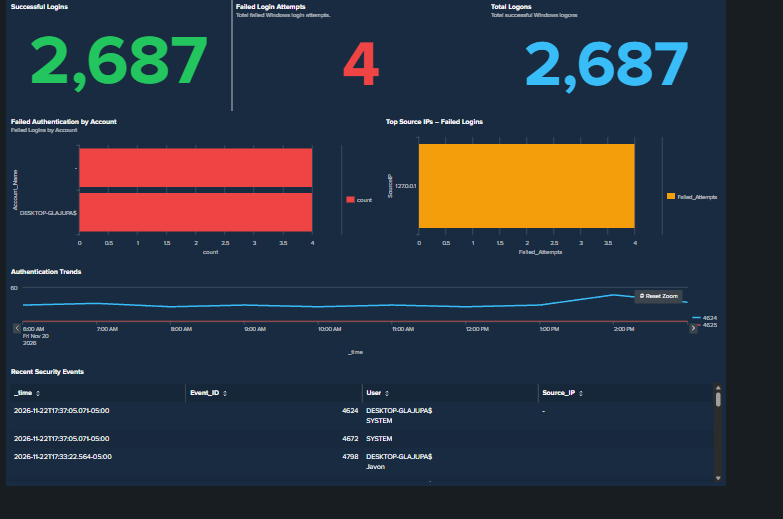 Successful Logins
Failed Login Attempts
Total failed Windows login attempts.
Total Logons
Total successful Windows logons
2,687
4
2,687
Failed Authentication by Account
Failed Logins by Account
Top Source IPs – Failed Logins
Account_Name
-
DESKTOP-GLAJUPA$
0
0.5
1
1.5
2
2.5
3
3.5
4
count
count
SourceIP
127.0.0.1
0
0.5
1
1.5
2
2.5
3
3.5
4
Failed_Attempts
Failed_Attempts
Authentication Trends
60
Reset Zoom
6:00 AM
Fri Nov 20
2026
7:00 AM
8:00 AM
9:00 AM
10:00 AM
11:00 AM
12:00 PM
1:00 PM
2:00 PM
4624
4625
_time
Recent Security Events
_time Event_ID User Source_IP
2026-11-22T17:37:05.071-05:00 4624 DESKTOP-GLAJUPA$ -
SYSTEM
2026-11-22T17:37:05.071-05:00 4672 SYSTEM
2026-11-22T17:33:22.564-05:00 4798 DESKTOP-GLAJUPA$
Javon